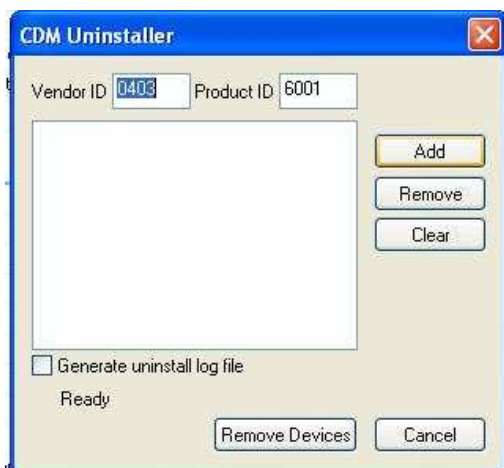 CDM Uninstaller
Vendor ID 0403 Product ID 6001
Add
Remove
Clear
Generate uninstall log file
Ready
Remove Devices Cancel